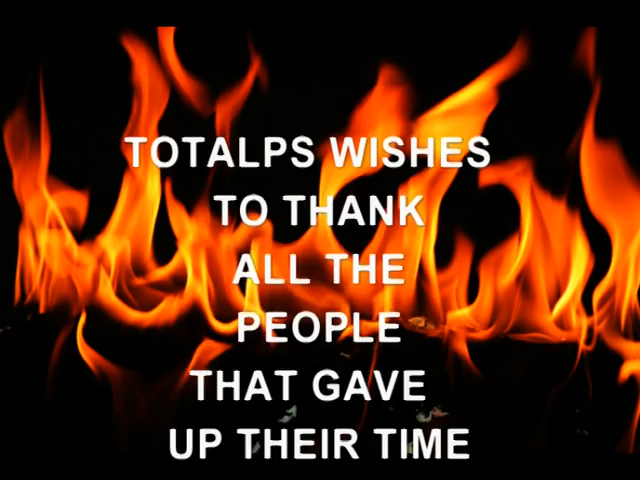 TOTALPS WISHES
TO THANK
ALL THE
PEOPLE
THAT GAVE
UP THEIR TIME